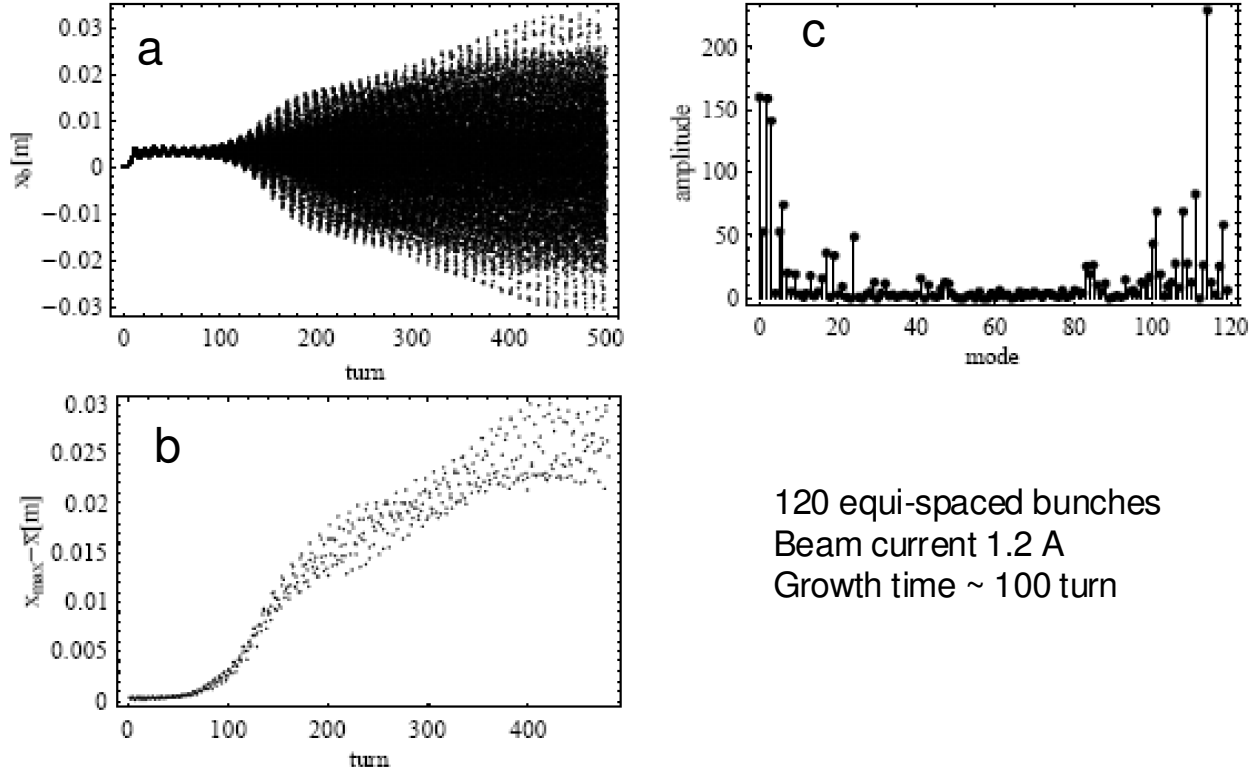 a
0.03
0.02
0.01
0
−0.01
−0.02
−0.03
x_b[m]
0 100 200 300 400 500
turn
c
200
150
100
50
0
amplitude
0 20 40 60 80 100 120
mode
b
0.03
0.025
0.02
0.015
0.01
0.005
0
x_max−x̅[m]
0 100 200 300 400
turn
120 equi-spaced bunches
Beam current 1.2 A
Growth time ~ 100 turn